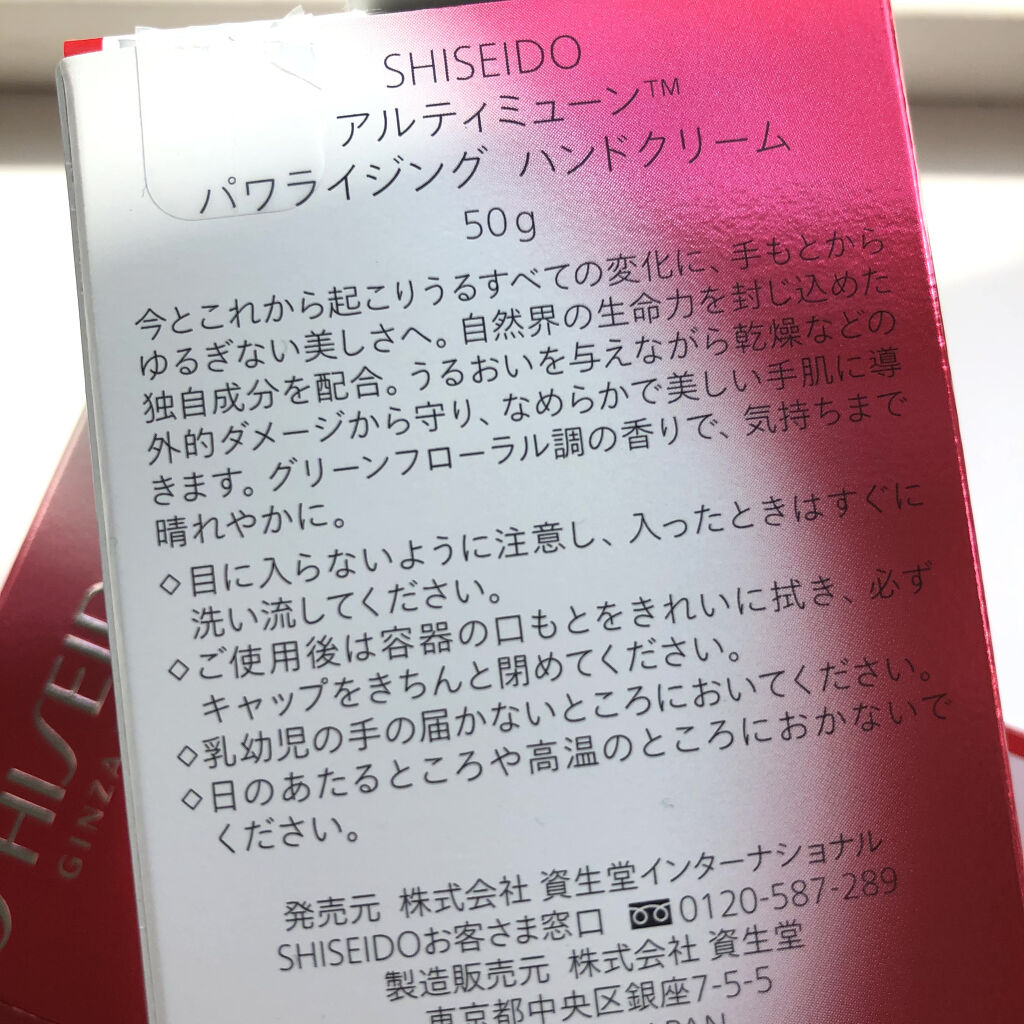 SHISEIDO
アルティミューン™
パワライジング ハンドクリーム
50g
今とこれから起こりうるすべての変化に、手もとから
ゆるぎない美しさへ。自然界の生命力を封じ込めた
独自成分を配合。うるおいを与えながら乾燥などの
外的ダメージから守り、なめらかで美しい手肌に導
きます。グリーンフローラル調の香りで、気持ちまで
晴れやかに。
◇目に入らないように注意し、入ったときはすぐに
洗い流してください。
◇ご使用後は容器の口もとをきれいに拭き、必ず
キャップをきちんと閉めてください。
◇乳幼児の手の届かないところにおいてください。
◇日のあたるところや高温のところにおかないで
ください。
発売元 株式会社 資生堂インターナショナル
SHISEIDOお客さま窓口 0120-587-289
製造販売元 株式会社 資生堂
東京都中央区銀座7-5-5
JAPAN
SHISEID
GINZA